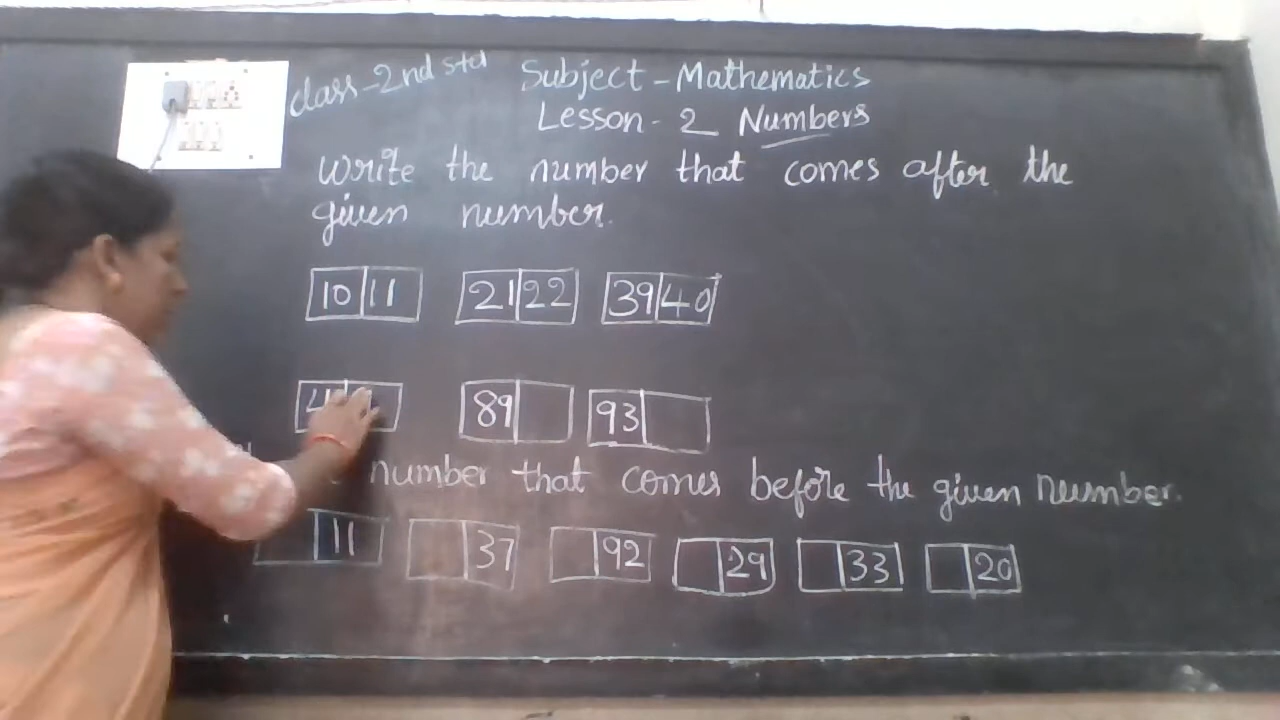 class-2nd std
Subject-Mathematics
Lesson-2 Numbers
Write the number that comes after the
given number.
10 11 21 22 39 40
89 93
number that comes before the given number.
11 37 92 29 33 20